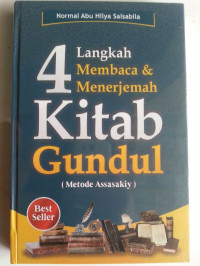 Normal Abu Hilya Salsabila
4 Langkah
Membaca &
Menerjemah
Kitab
Gundul
( Metode Assasakiy )
Best
Seller